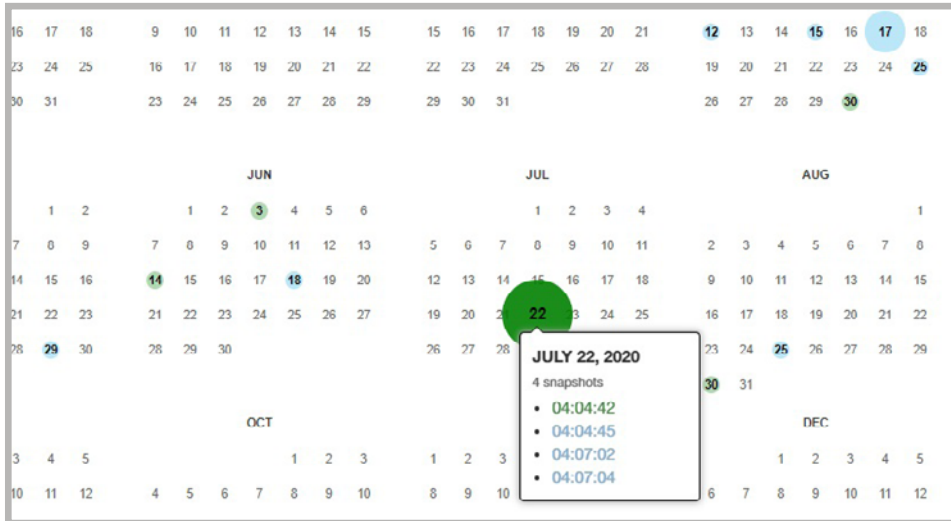 16 17 18 9 10 11 12 13 14 15 15 16 17 18 19 20 21 12 13 14 15 16 17 18
23 24 25 16 17 18 19 20 21 22 22 23 24 25 26 27 28 19 20 21 22 23 24 25
30 31 23 24 25 26 27 28 29 29 30 31 26 27 28 29 30
JUN JUL AUG
1 2 1 2 3 4 5 6 1 2 3 4 1
7 8 9 7 8 9 10 11 12 13 5 6 7 8 9 10 11 2 3 4 5 6 7 8
14 15 16 14 15 16 17 18 19 20 12 13 14 15 16 17 18 9 10 11 12 13 14 15
21 22 23 21 22 23 24 25 26 27 19 20 21 22 23 24 25 16 17 18 19 20 21 22
28 29 30 28 29 30 26 27 28 23 24 25 26 27 28 29
JULY 22, 2020
4 snapshots
30 31
• 04:04:42
OCT DEC
• 04:04:45
3 4 5 1 2 3 1 2 3 1 2 3 4 5
• 04:07:02
• 04:07:04
10 11 12 4 5 6 7 8 9 10 8 9 10 6 7 8 9 10 11 12